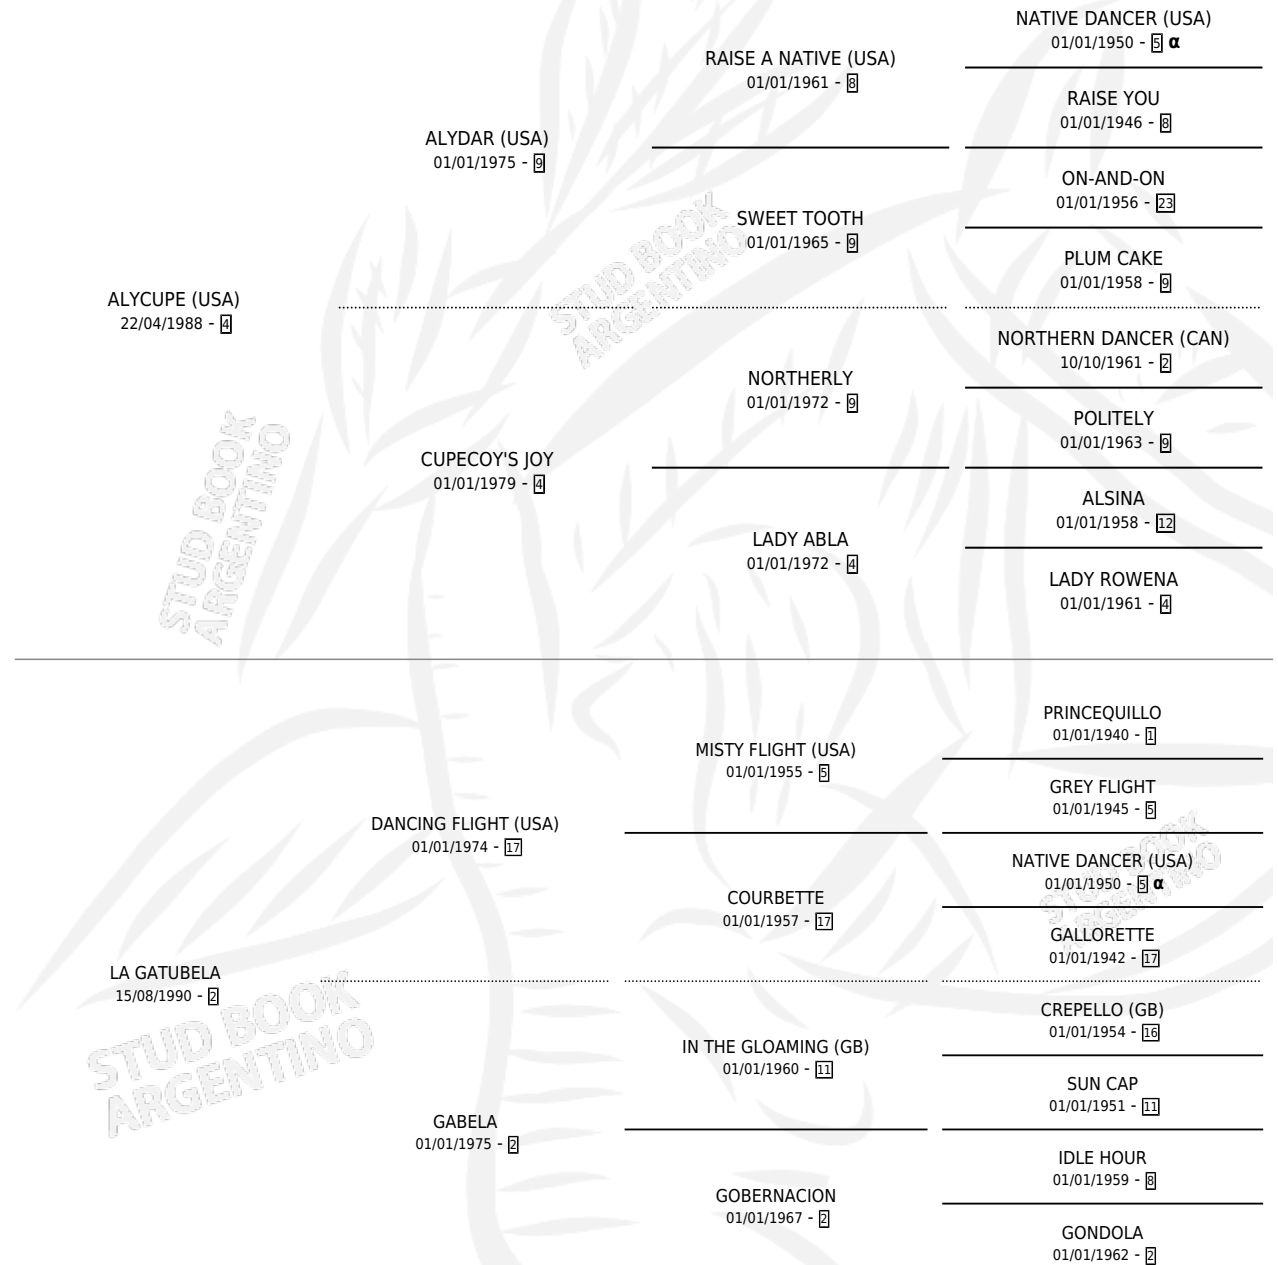 NATIVE DANCER (USA)
01/01/1950 - 5 α
RAISE A NATIVE (USA)
01/01/1961 - 8
RAISE YOU
01/01/1946 - 8
ALYDAR (USA)
01/01/1975 - 9
ON-AND-ON
01/01/1956 - 23
SWEET TOOTH
01/01/1965 - 9
PLUM CAKE
01/01/1958 - 9
ALYCUPE (USA)
22/04/1988 - 4
NORTHERN DANCER (CAN)
10/10/1961 - 2
NORTHERLY
01/01/1972 - 9
POLITELY
01/01/1963 - 9
CUPECOY'S JOY
01/01/1979 - 4
ALSINA
01/01/1958 - 12
LADY ABLA
01/01/1972 - 4
LADY ROWENA
01/01/1961 - 4
PRINCEQUILLO
01/01/1940 - 1
MISTY FLIGHT (USA)
01/01/1955 - 5
GREY FLIGHT
01/01/1945 - 5
DANCING FLIGHT (USA)
01/01/1974 - 17
NATIVE DANCER (USA)
01/01/1950 - 5 α
COURBETTE
01/01/1957 - 17
GALLORETTE
01/01/1942 - 17
LA GATUBELA
15/08/1990 - 2
CREPELLO (GB)
01/01/1954 - 16
IN THE GLOAMING (GB)
01/01/1960 - 11
SUN CAP
01/01/1951 - 11
GABELA
01/01/1975 - 2
IDLE HOUR
01/01/1959 - 8
GOBERNACION
01/01/1967 - 2
GONDOLA
01/01/1962 - 2
STUD BOOK
ARGENTINO
STUD BOOK
ARGENTINO
STUD BOOK
ARGENTINO
STUD BOOK
ARGENTINO